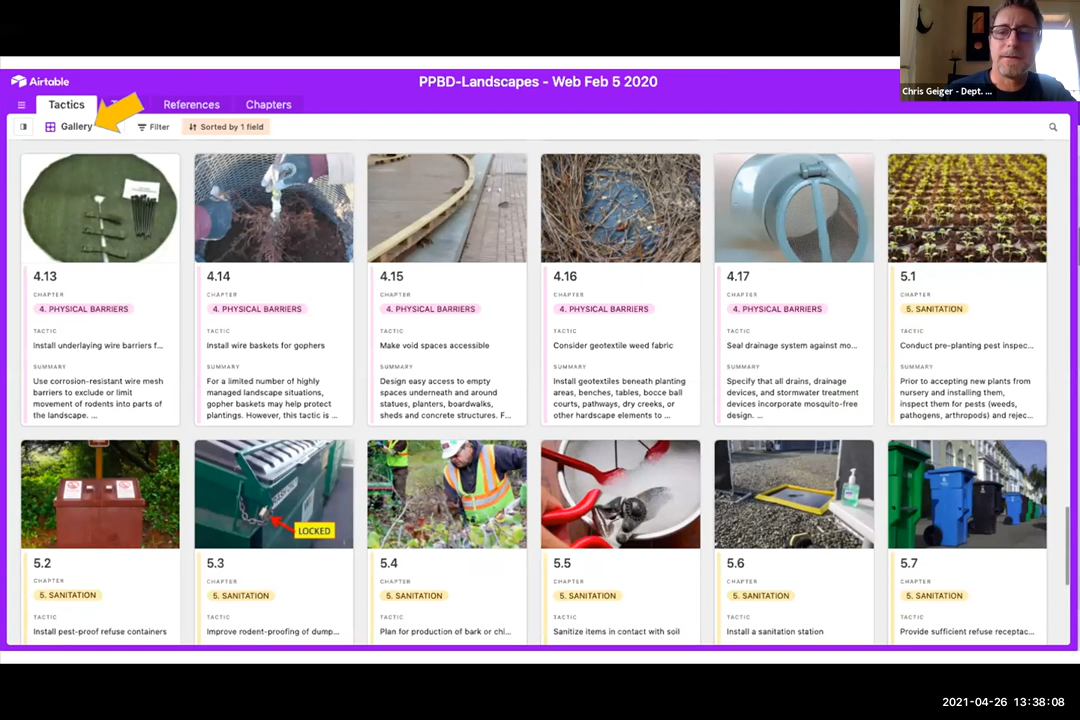 Chris Geiger - Dept. ...
Airtable
PPBD-Landscapes - Web Feb 5 2020
Tactics
References
Chapters
Gallery
Filter
Sorted by 1 field
4.13
CHAPTER
4. PHYSICAL BARRIERS
TACTIC
Install underlaying wire barriers f...
SUMMARY
Use corrosion-resistant wire mesh
barriers to exclude or limit
movement of rodents into parts of
the landscape. ...
4.14
CHAPTER
4. PHYSICAL BARRIERS
TACTIC
Install wire baskets for gophers
SUMMARY
For a limited number of highly
managed landscape situations,
gopher baskets may help protect
plantings. However, this tactic is ...
4.15
CHAPTER
4. PHYSICAL BARRIERS
TACTIC
Make void spaces accessible
SUMMARY
Design easy access to empty
spaces underneath and around
statues, planters, boardwalks,
sheds and concrete structures. F...
4.16
CHAPTER
4. PHYSICAL BARRIERS
TACTIC
Consider geotextile weed fabric
SUMMARY
Install geotextiles beneath planting
areas, benches, tables, bocce ball
courts, pathways, dry creeks, or
other hardscape elements to ...
4.17
CHAPTER
4. PHYSICAL BARRIERS
TACTIC
Seal drainage system against mo...
SUMMARY
Specify that all drains, drainage
devices, and stormwater treatment
devices incorporate mosquito-free
design. ...
5.1
CHAPTER
5. SANITATION
TACTIC
Conduct pre-planting pest inspec...
SUMMARY
Prior to accepting new plants from
nursery and installing them,
inspect them for pests (weeds,
pathogens, arthropods) and rejec...
5.2
CHAPTER
5. SANITATION
TACTIC
Install pest-proof refuse containers
LOCKED
5.3
CHAPTER
5. SANITATION
TACTIC
Improve rodent-proofing of dump...
5.4
CHAPTER
5. SANITATION
TACTIC
Plan for production of bark or chi...
5.5
CHAPTER
5. SANITATION
TACTIC
Sanitize items in contact with soil
5.6
CHAPTER
5. SANITATION
TACTIC
Install a sanitation station
5.7
CHAPTER
5. SANITATION
TACTIC
Provide sufficient refuse receptac...
2021-04-26 13:38:08